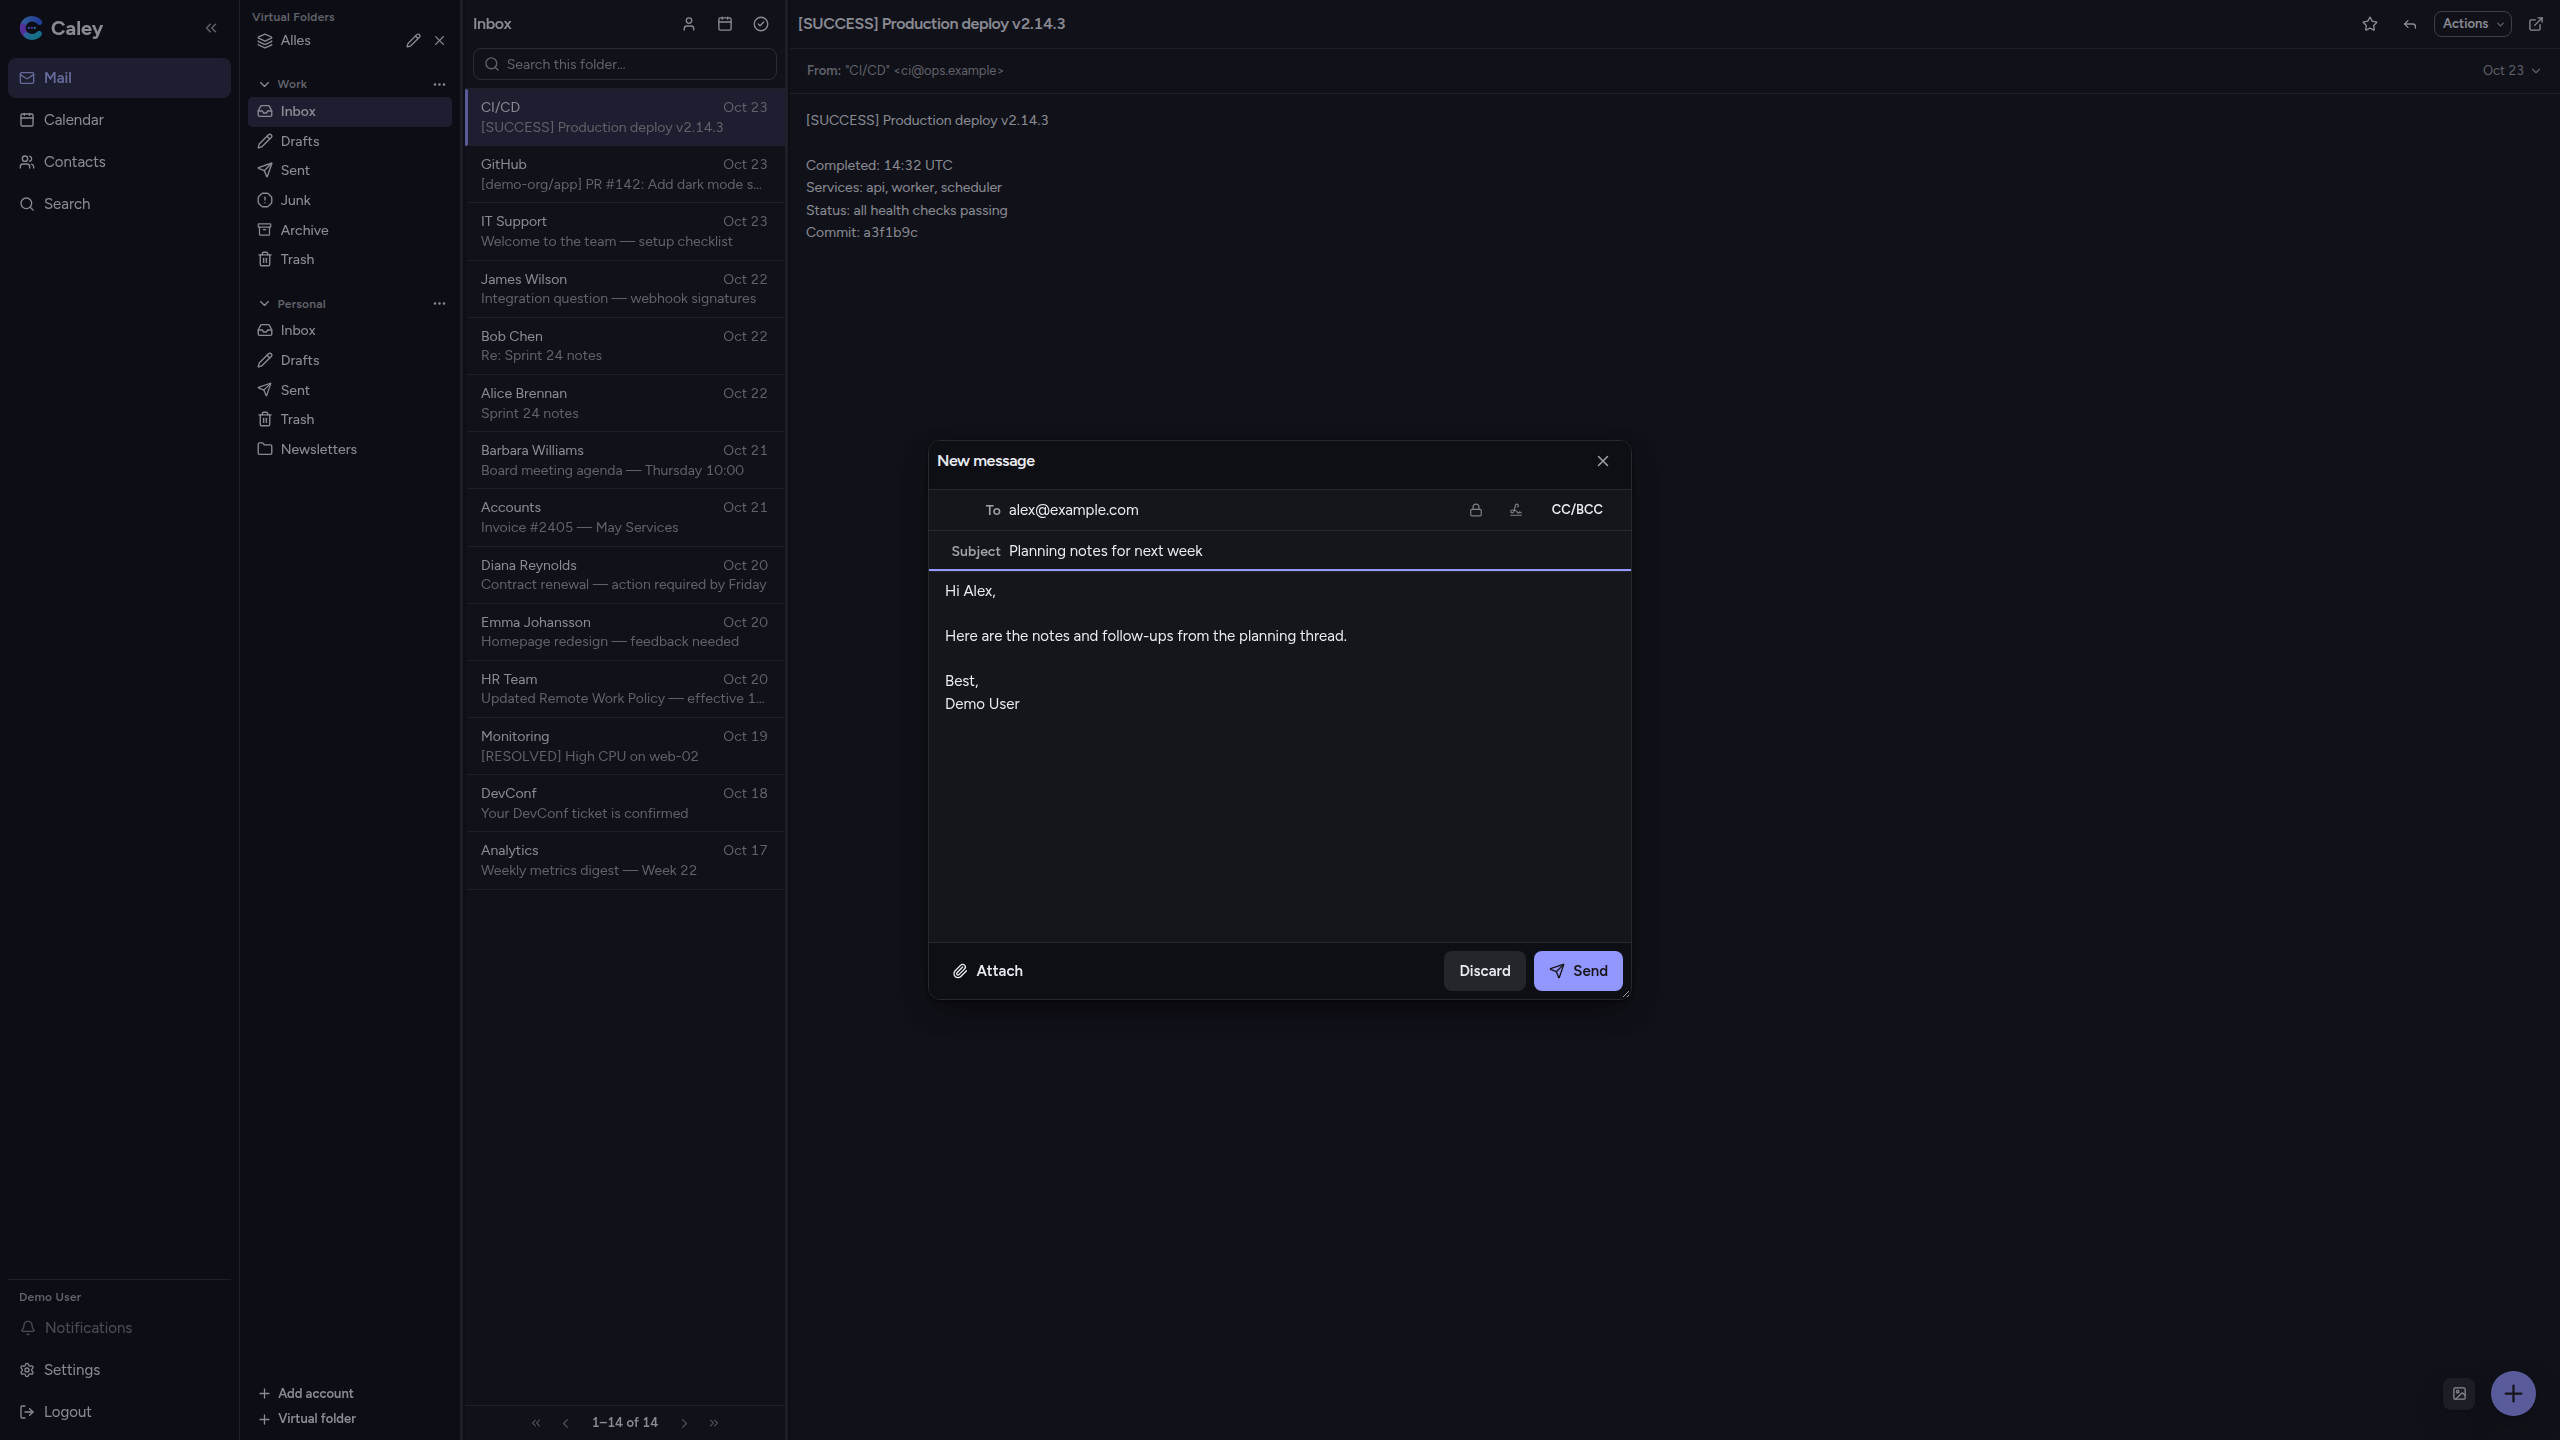 Caley
Mail
Calendar
Contacts
Search
Demo User
Notifications
Settings
Logout
Virtual Folders
Alles
Work
Inbox
Drafts
Sent
Junk
Archive
Trash
Personal
Inbox
Drafts
Sent
Trash
Newsletters
Add account
Virtual folder
Inbox
Search this folder...
CI/CD Oct 23
[SUCCESS] Production deploy v2.14.3
GitHub Oct 23
[demo-org/app] PR #142: Add dark mode s...
IT Support Oct 23
Welcome to the team — setup checklist
James Wilson Oct 22
Integration question — webhook signatures
Bob Chen Oct 22
Re: Sprint 24 notes
Alice Brennan Oct 22
Sprint 24 notes
Barbara Williams Oct 21
Board meeting agenda — Thursday 10:00
Accounts Oct 21
Invoice #2405 — May Services
Diana Reynolds Oct 20
Contract renewal — action required by Friday
Emma Johansson Oct 20
Homepage redesign — feedback needed
HR Team Oct 20
Updated Remote Work Policy — effective 1...
Monitoring Oct 19
[RESOLVED] High CPU on web-02
DevConf Oct 18
Your DevConf ticket is confirmed
Analytics Oct 17
Weekly metrics digest — Week 22
1–14 of 14
[SUCCESS] Production deploy v2.14.3
Actions
From: "CI/CD" <ci@ops.example> Oct 23
[SUCCESS] Production deploy v2.14.3
Completed: 14:32 UTC
Services: api, worker, scheduler
Status: all health checks passing
Commit: a3f1b9c
New message
To alex@example.com CC/BCC
Subject Planning notes for next week
Hi Alex,
Here are the notes and follow-ups from the planning thread.
Best,
Demo User
Attach
Discard
Send